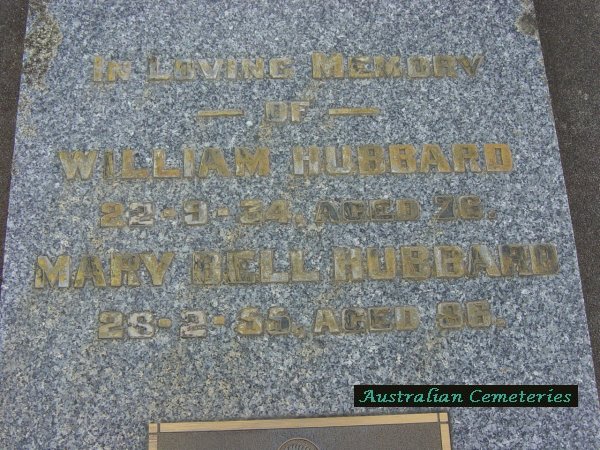 In Loving Memory
— OF —
WILLIAM HUBBARD
22-9-34, AGED 76.
MARY BELL HUBBARD
28-2-55, AGED 86.
Australian Cemeteries